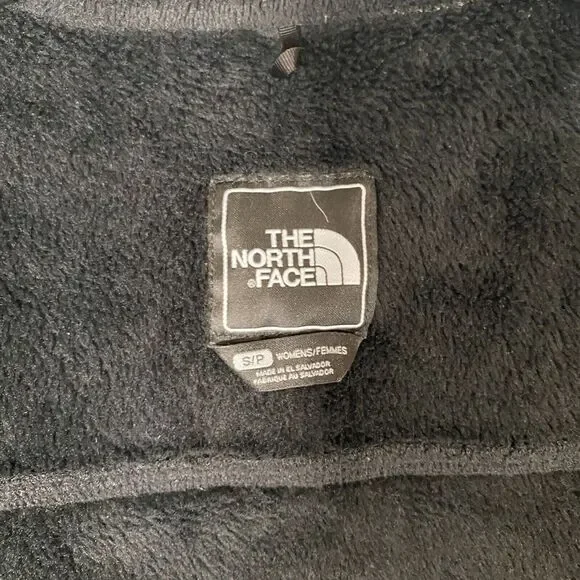 THE
NORTH
®FACE
S/P WOMENS/FEMMES
MADE IN EL SALVADOR
FABRIQUE AU SALVADOR